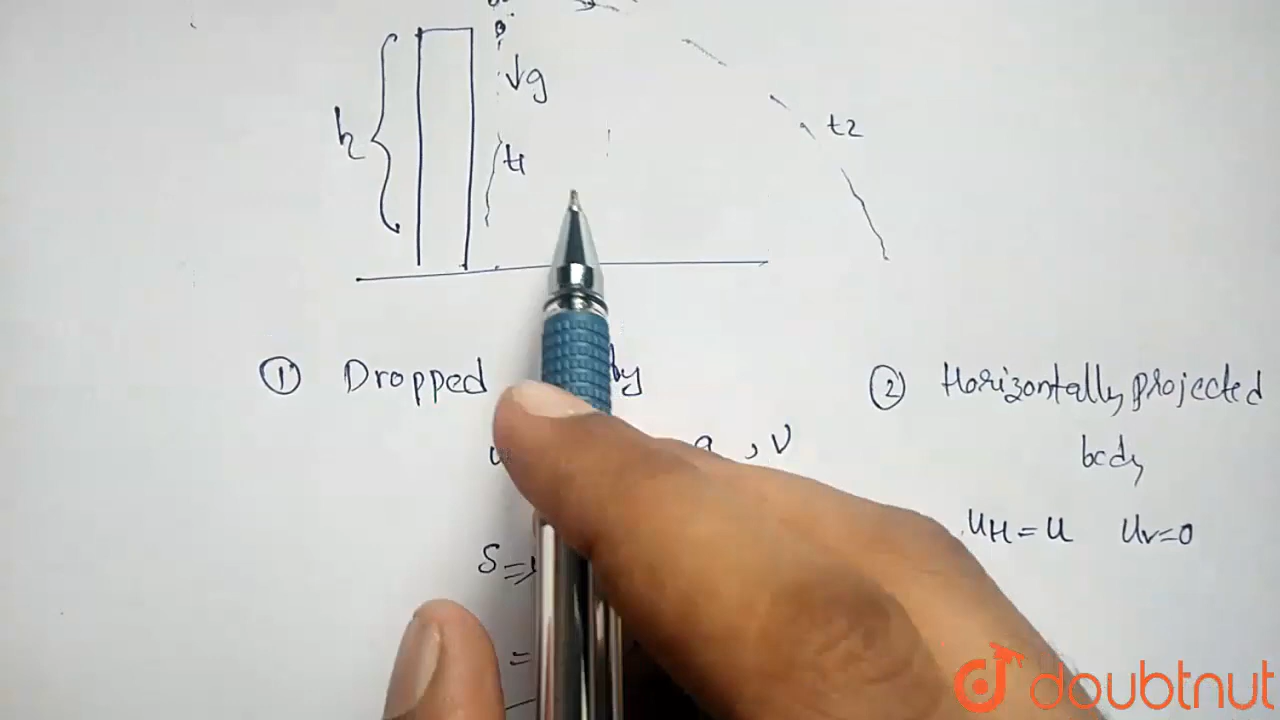 h
↓g
t1
t2
① Dropped
② Horizontally projected
body
, v
uH=u uv=0
S⇒
=
doubtnut